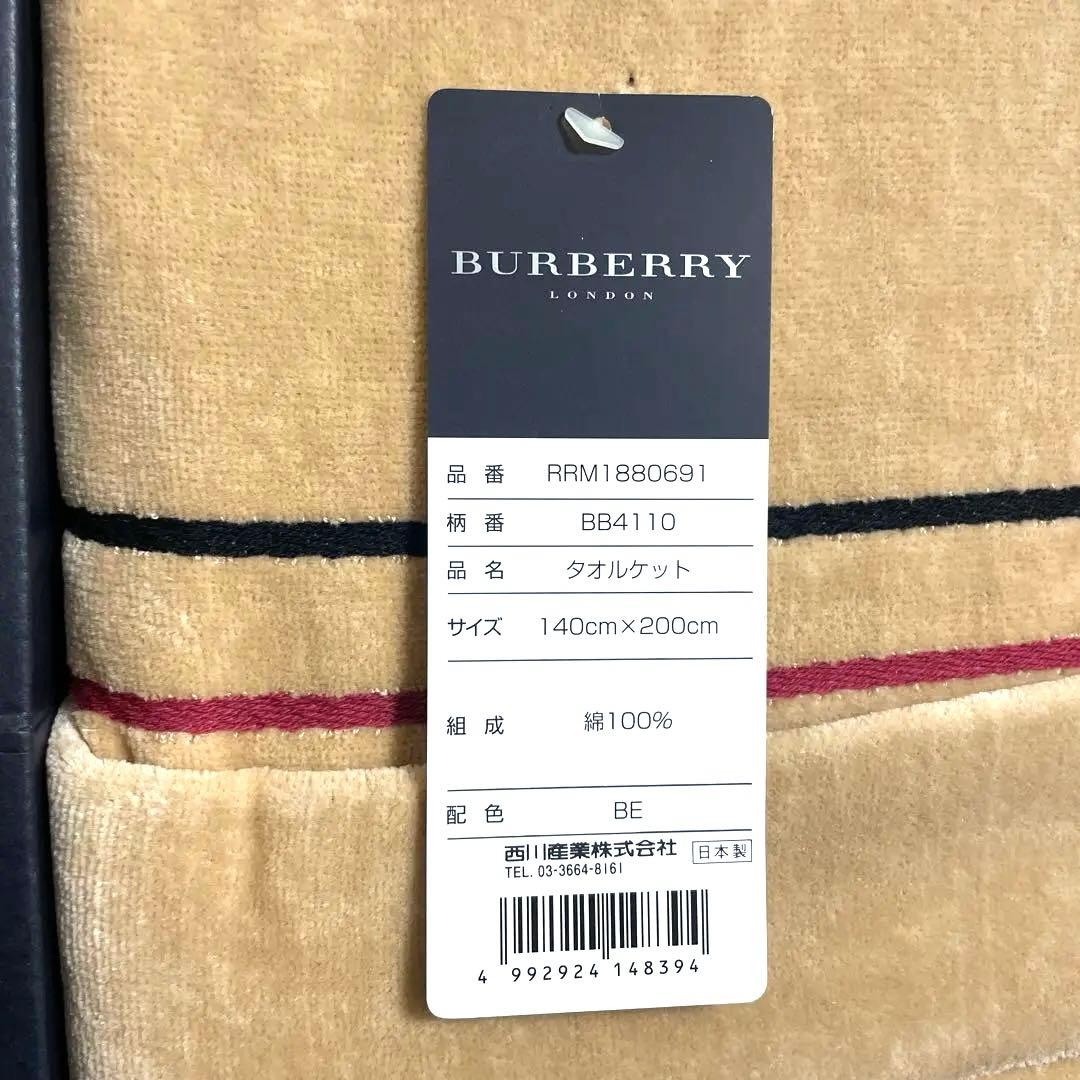 BURBERRY
LONDON
品番 RRM1880691
柄番 BB4110
品名 タオルケット
サイズ 140cm×200cm
組成 綿100%
配色 BE
西川産業株式会社 日本製
TEL. 03-3664-8161
4 992924 148394